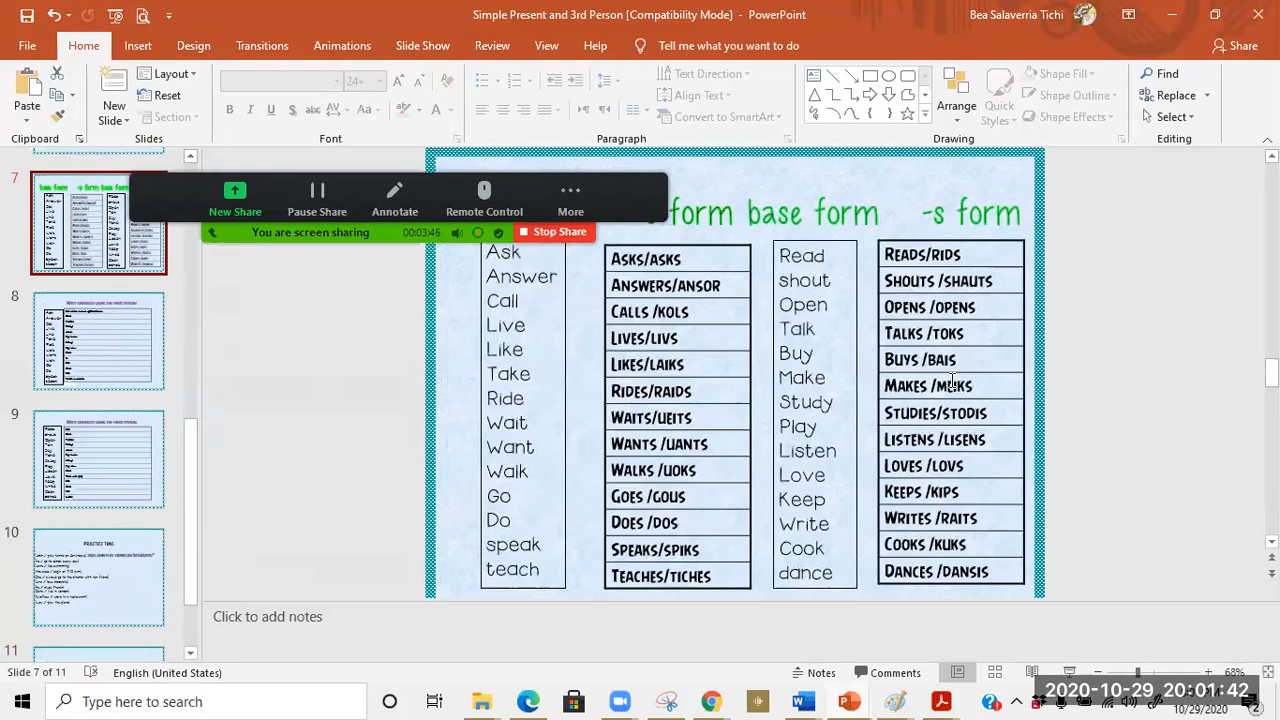 Simple Present and 3rd Person [Compatibility Mode] - PowerPoint
Bea Salaverria Tichi
File Home Insert Design Transitions Animations Slide Show Review View Help Tell me what you want to do Share
Paste
Clipboard
New Slide
Layout
Reset
Section
Slides
24
Font
Text Direction
Align Text
Convert to SmartArt
Paragraph
Arrange
Quick Styles
Shape Fill
Shape Outline
Shape Effects
Drawing
Find
Replace
Select
Editing
New Share Pause Share Annotate Remote Control More
You are screen sharing 00:03:46 Stop Share
7
8
9
10
PRACTICE TIME
11
form base form -s form
Ask
Answer
Call
Live
Like
Take
Ride
Wait
Want
Walk
Go
Do
speak
teach
ASKS/ASKS
ANSWERS/ANSOR
CALLS /KOLS
LIVES/LIVS
LIKES/LAIKS
RIDES/RAIDS
WAITS/UEITS
WANTS /UANTS
WALKS /UOKS
GOES /GOUS
DOES /DOS
SPEAKS/SPIKS
TEACHES/TICHES
Read
shout
Open
Talk
Buy
Make
Study
Play
Listen
Love
Keep
Write
Cook
dance
READS/RIDS
SHOUTS /SHAUTS
OPENS /OPENS
TALKS /TOKS
BUYS /BAIS
MAKES
STUDIES/STODIS
LISTENS /LISENS
LOVES /LOVS
KEEPS /KIPS
WRITES /RAITS
COOKS /KUKS
DANCES /DANSIS
Click to add notes
Slide 7 of 11 English (United States) Notes Comments 68%
Type here to search
2020-10-29 20:01:42
10/29/2020